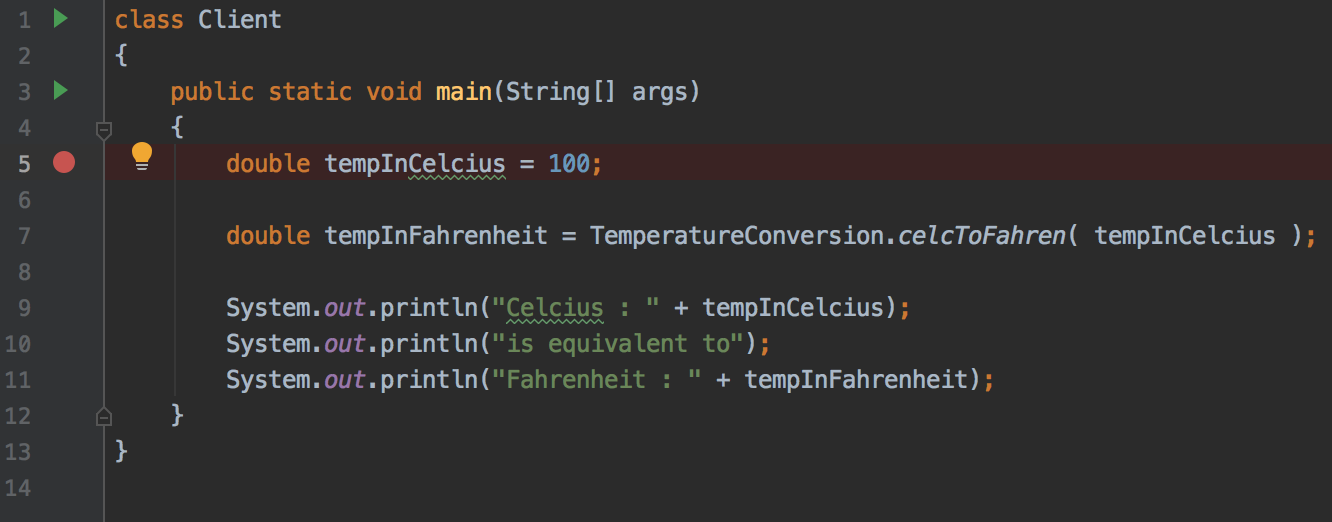 1 class Client
2 {
3 public static void main(String[] args)
4 {
5 double tempInCelcius = 100;
6
7 double tempInFahrenheit = TemperatureConversion.celcToFahren( tempInCelcius );
8
9 System.out.println("Celcius : " + tempInCelcius);
10 System.out.println("is equivalent to");
11 System.out.println("Fahrenheit : " + tempInFahrenheit);
12 }
13 }
14